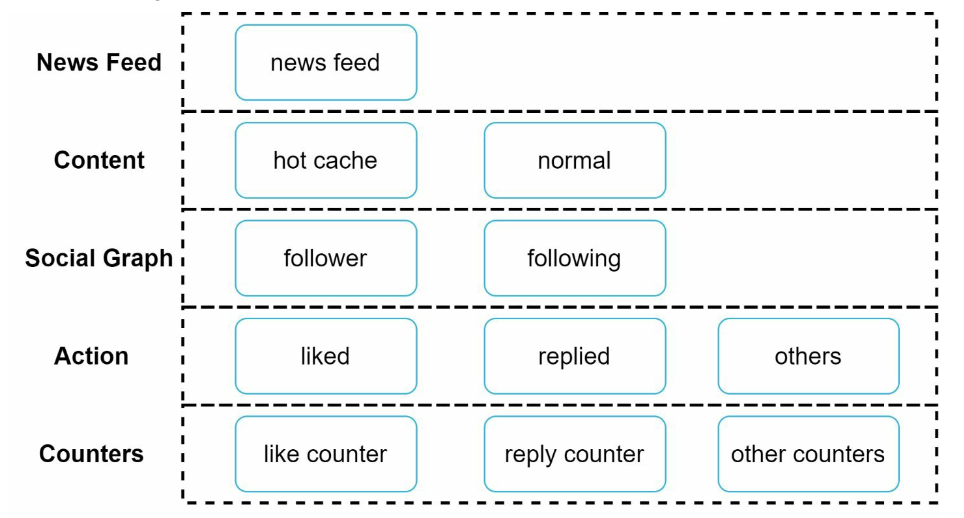 News Feed
news feed
Content
hot cache
normal
Social Graph
follower
following
Action
liked
replied
others
Counters
like counter
reply counter
other counters